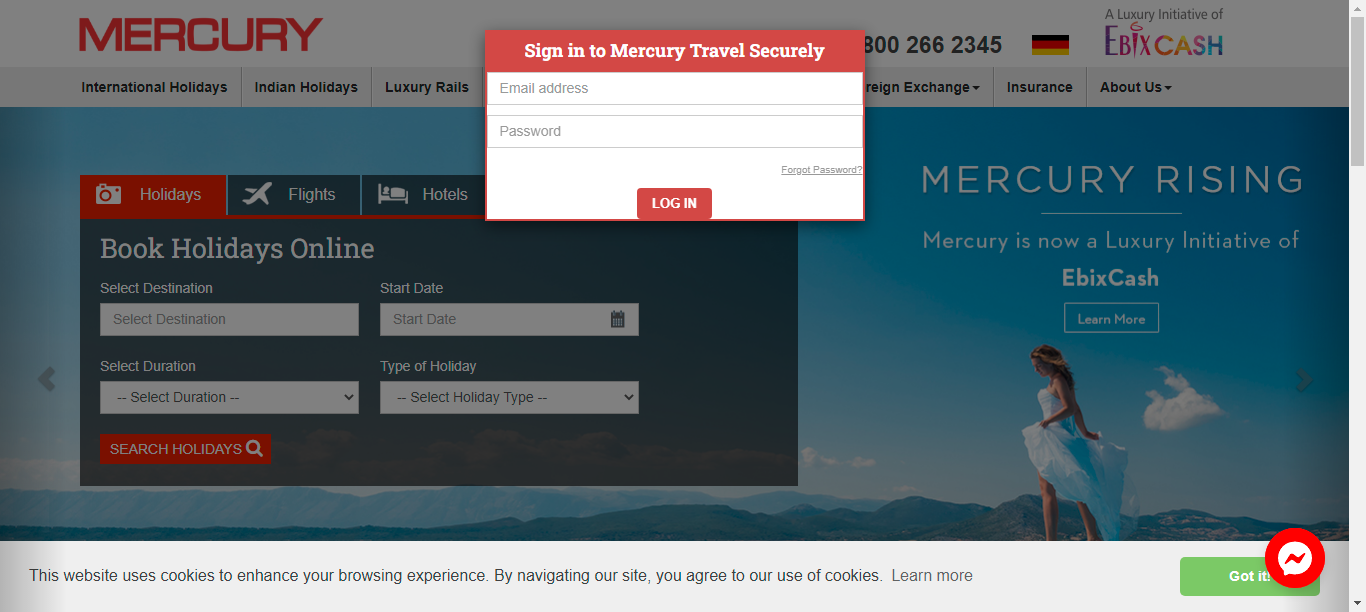 MERCURY
A Luxury Initiative of
EbixCash
800 266 2345
International Holidays
Indian Holidays
Luxury Rails
Exchange
Insurance
About Us
Sign in to Mercury Travel Securely
Email address
Password
Forgot Password?
LOG IN
Holidays
Flights
Hotels
Book Holidays Online
Select Destination
Start Date
Select Destination
Start Date
Select Duration
Type of Holiday
-- Select Duration --
-- Select Holiday Type --
SEARCH HOLIDAYS
MERCURY RISING
Mercury is now a Luxury Initiative of
EbixCash
Learn More
This website uses cookies to enhance your browsing experience. By navigating our site, you agree to our use of cookies. Learn more
Got it!